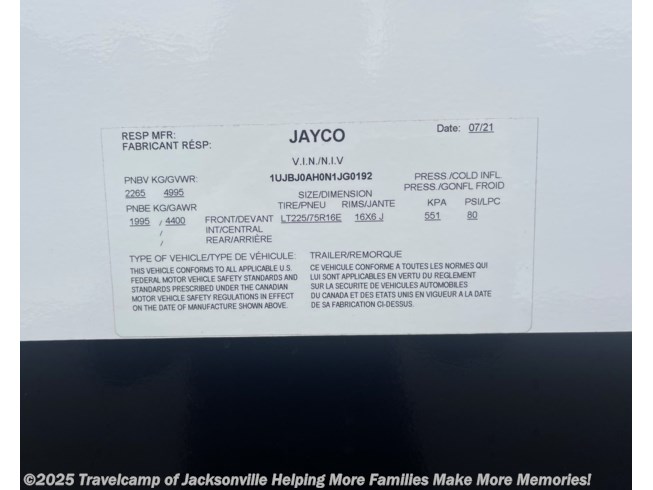 RESP MFR: JAYCO Date: 07/21
FABRICANT RÉSP:
V.I.N./N.I.V
PNBV KG/GVWR: 1UJBJ0AH0N1JG0192 PRESS./COLD INFL.
2265 4995 SIZE/DIMENSION PRESS./GONFL FROID
PNBE KG/GAWR TIRE/PNEU RIMS/JANTE KPA PSI/LPC
1995 / 4400 FRONT/DEVANT LT225/75R16E 16X6 J 551 80
/ INT/CENTRAL
/ REAR/ARRIÈRE
TYPE OF VEHICLE/TYPE DE VÉHICULE: TRAILER/REMORQUE
THIS VEHICLE CONFORMS TO ALL APPLICABLE U.S.
FEDERAL MOTOR VEHICLE SAFETY STANDARDS AND
STANDARDS PRESCRIBED UNDER THE CANADIAN
MOTOR VEHICLE SAFETY REGULATIONS IN EFFECT
ON THE DATE OF MANUFACTURE SHOWN ABOVE.
CE VEHICULE CONFORME A TOUTES LES NORMES QUI
LUI SONT APPLICABLES EN VERTU DU REGLEMENT
SUR LA SECURITE DE VEHICULES AUTOMOBILES
DU CANADA ET DES ETATS UNIS EN VIGUEUR A LA DATE
DE SA FABRICATION CI-DESSUS.
©2025 Travelcamp of Jacksonville Helping More Families Make More Memories!